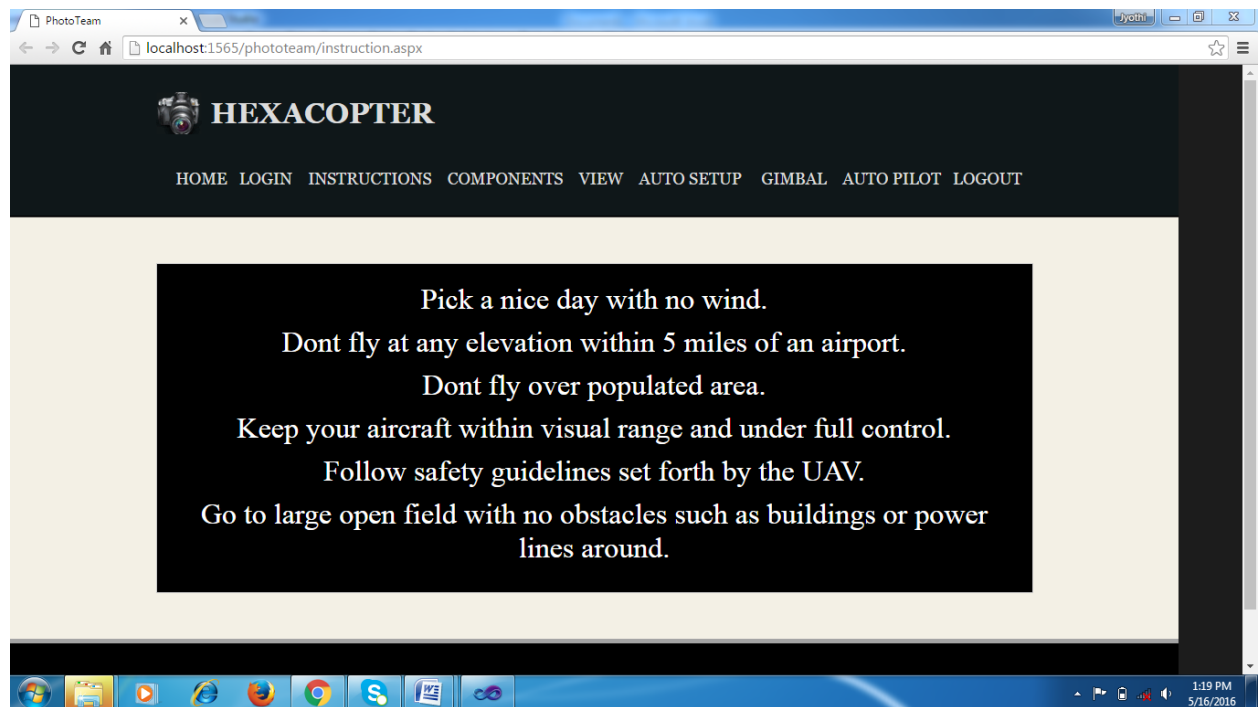 PhotoTeam
Jyothi
localhost:1565/phototeam/instruction.aspx
HEXACOPTER
HOME LOGIN INSTRUCTIONS COMPONENTS VIEW AUTO SETUP GIMBAL AUTO PILOT LOGOUT
Pick a nice day with no wind.
Dont fly at any elevation within 5 miles of an airport.
Dont fly over populated area.
Keep your aircraft within visual range and under full control.
Follow safety guidelines set forth by the UAV.
Go to large open field with no obstacles such as buildings or power
lines around.
1:19 PM
5/16/2016